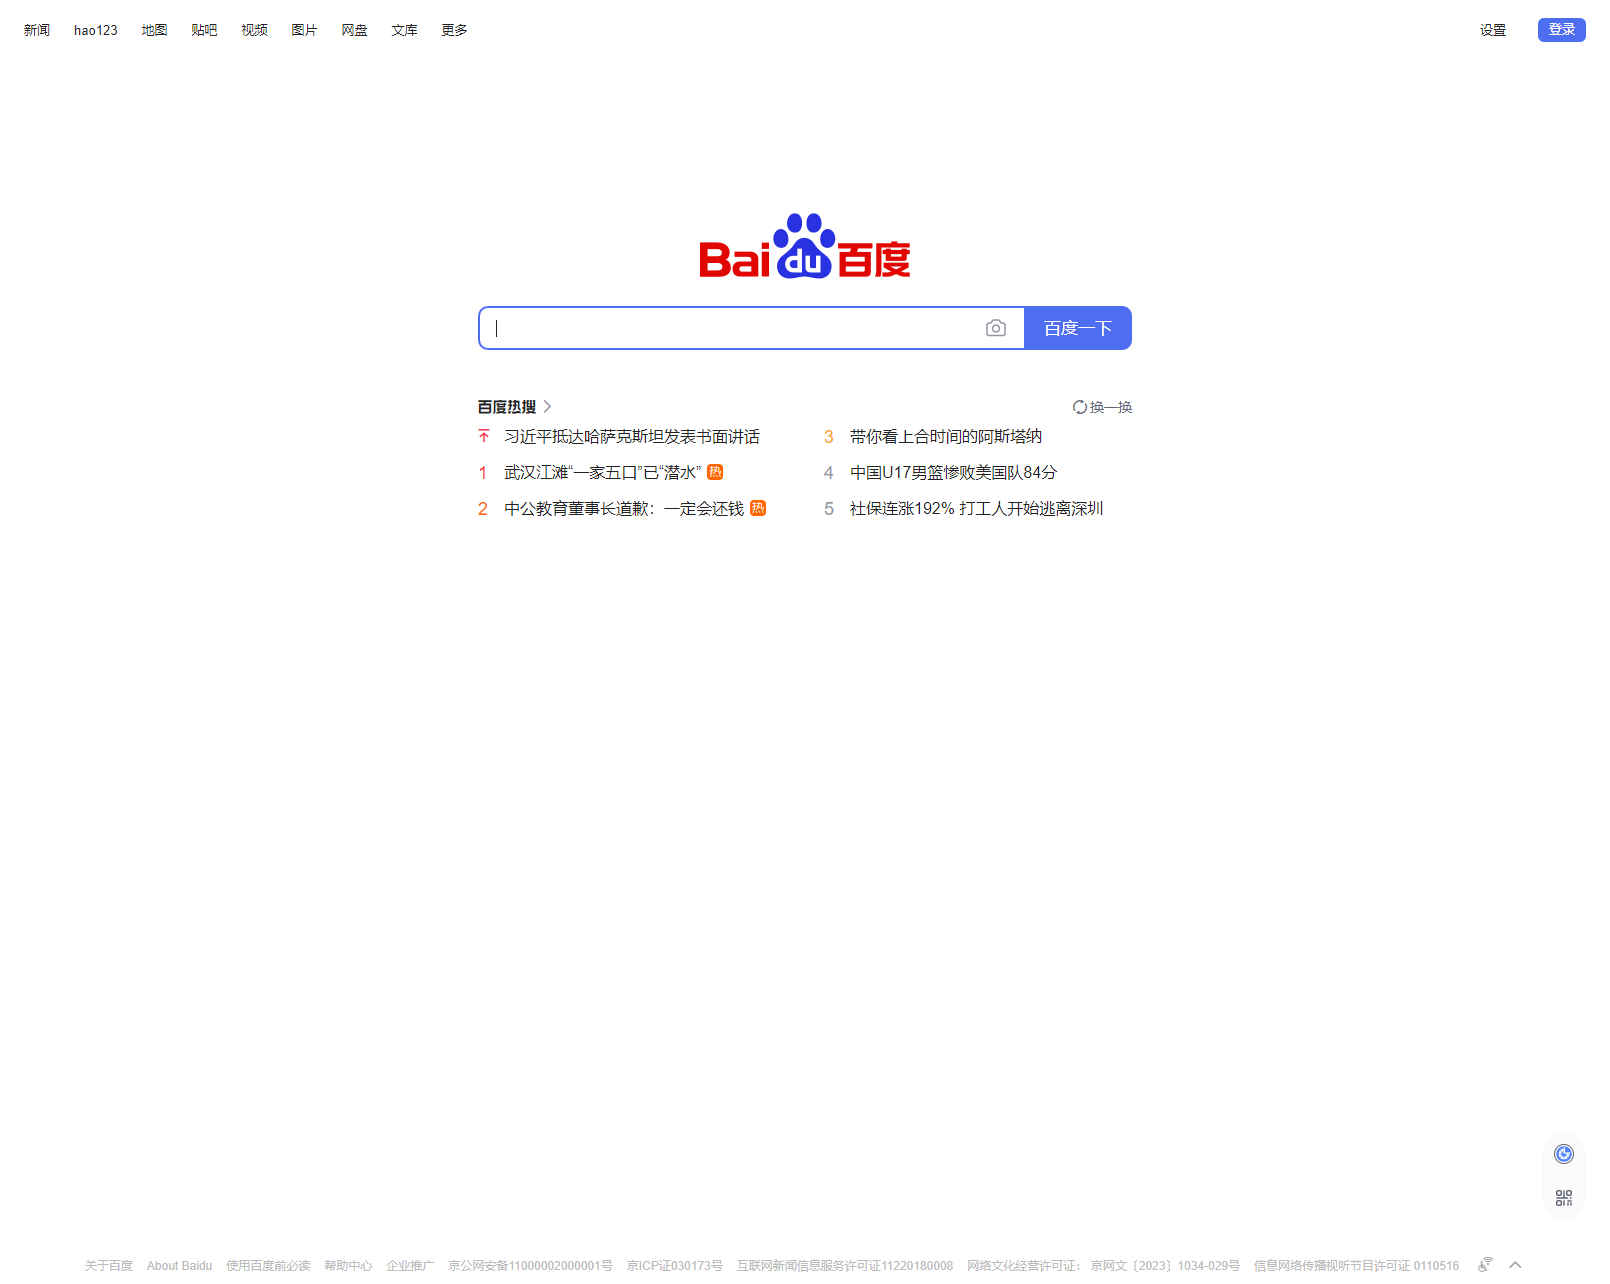 新闻 hao123 地图 贴吧 视频 图片 网盘 文库 更多 设置 登录
Bai du 百度
百度一下
百度热搜 换一换
习近平抵达哈萨克斯坦发表书面讲话
1 武汉江滩“一家五口”已“潜水” 热
2 中公教育董事长道歉：一定会还钱 热
3 带你看上合时间的阿斯塔纳
4 中国U17男篮惨败美国队84分
5 社保连涨192% 打工人开始逃离深圳
关于百度 About Baidu 使用百度前必读 帮助中心 企业推广 京公网安备11000002000001号 京ICP证030173号 互联网新闻信息服务许可证11220180008 网络文化经营许可证： 京网文〔2023〕1034-029号 信息网络传播视听节目许可证 0110516